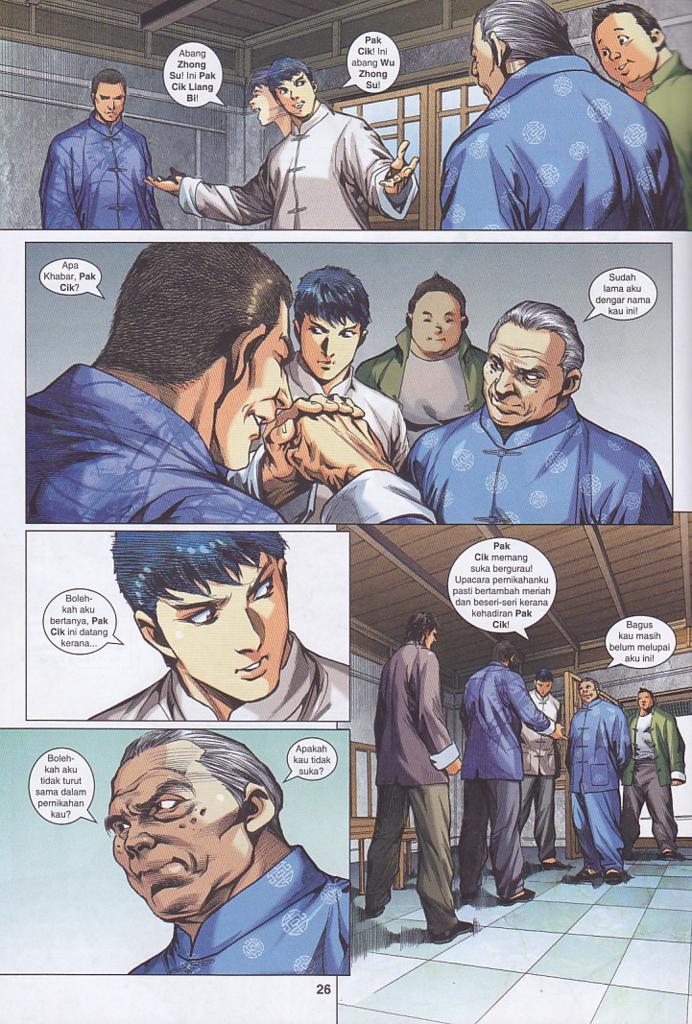 Abang
Zhong
Su! Ini Pak
Cik Liang
Bi!
Pak
Cik! Ini
abang Wu
Zhong
Su!
Apa
Khabar, Pak
Cik?
Sudah
lama aku
dengar nama
kau ini!
Boleh-
kah aku
bertanya, Pak
Cik ini datang
kerana...
Boleh-
kah aku
tidak turut
sama dalam
pernikahan
kau?
Apakah
kau tidak
suka?
Pak
Cik memang
suka bergurau!
Upacara pernikahanku
pasti bertambah meriah
dan beseri-seri kerana
kehadiran Pak
Cik!
Bagus
kau masih
belum melupai
aku ini!
26